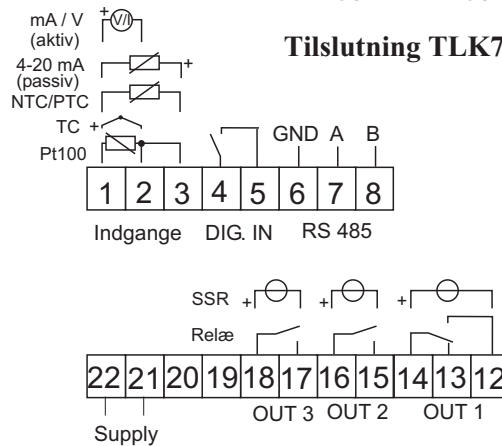 mA / V
(aktiv)
+ V/I
Tilslutning TLK7
4-20 mA
(passiv)
+
NTC/PTC
TC +
Pt100
GND A B
1 2 3 4 5 6 7 8
Indgange DIG. IN RS 485
SSR + + +
Relæ
22 21 20 19 18 17 16 15 14 13 12
OUT 3 OUT 2 OUT 1
Supply